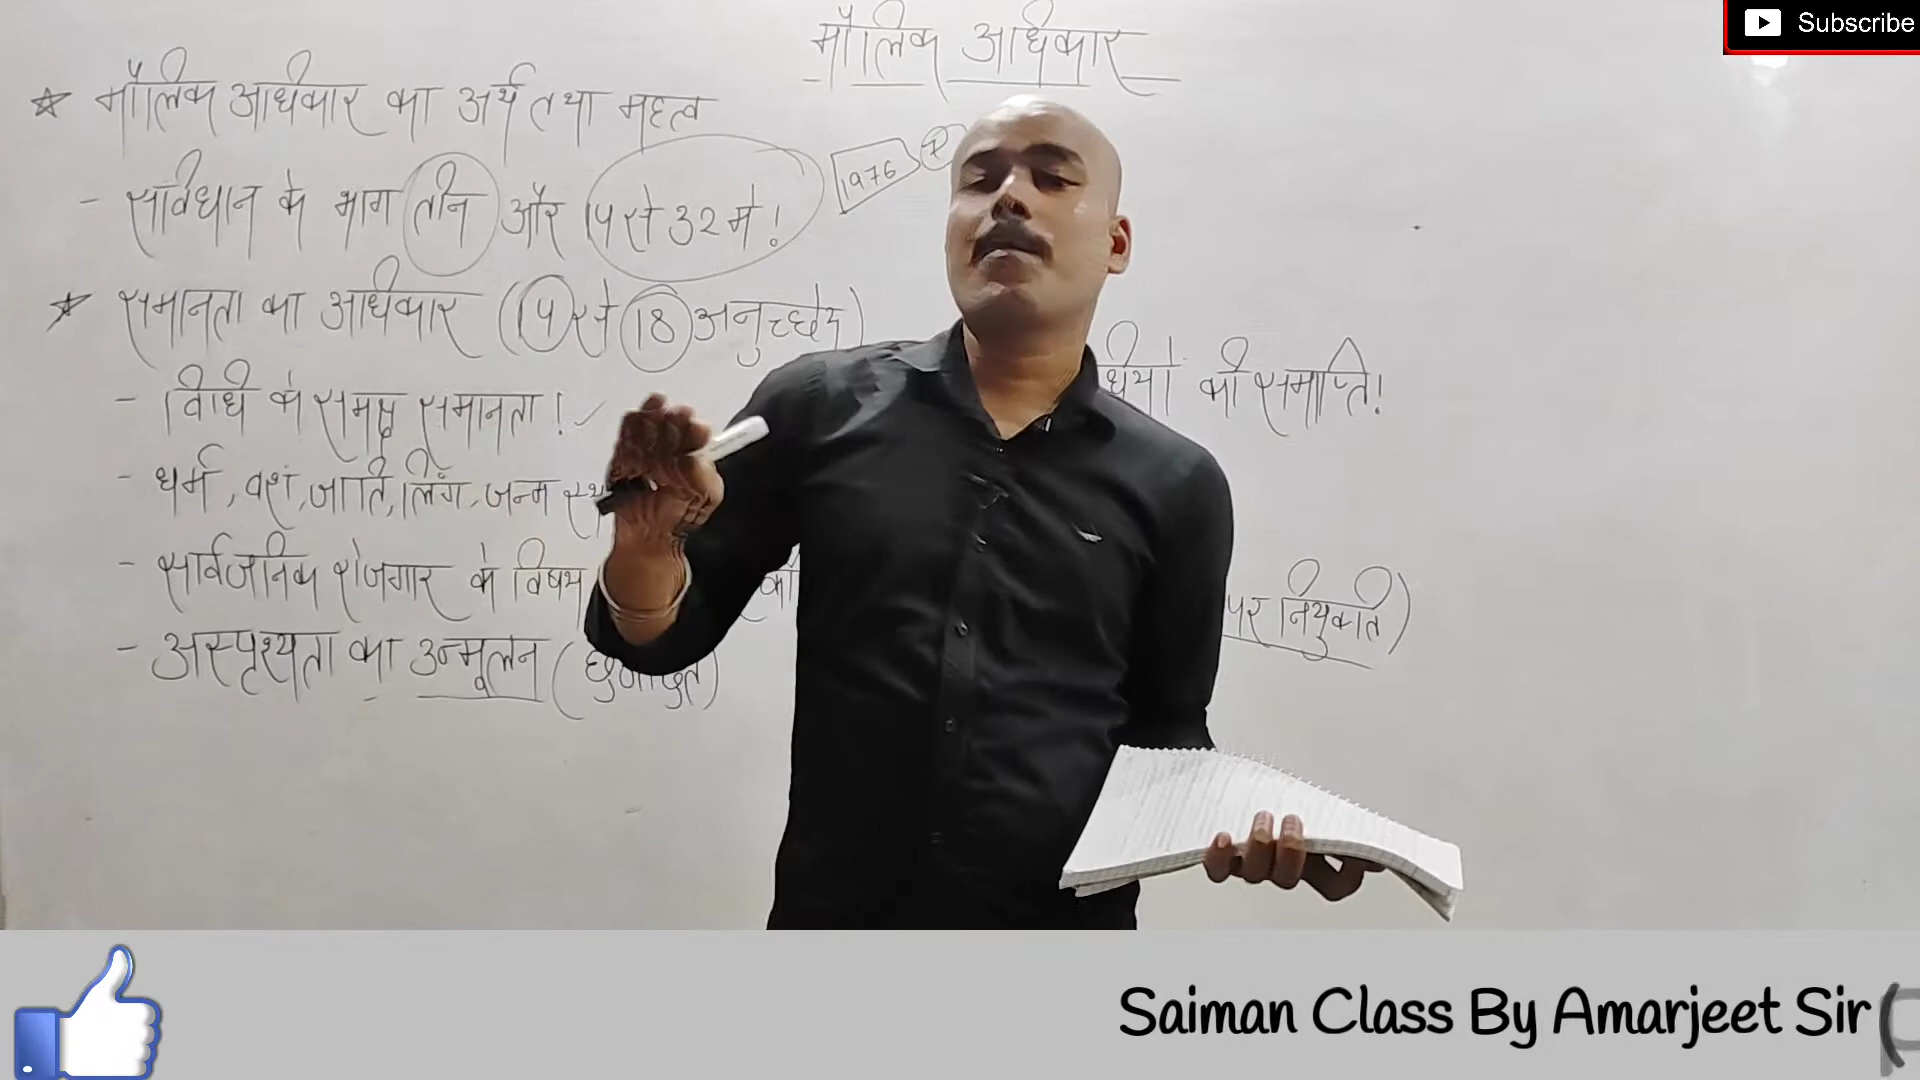 Subscribe
मौलिक अधिकार
★ मौलिक अधिकार का अर्थ तथा महत्व
1976
- संविधान के भाग तीन और 14 से 32 में!
★ समानता का अधिकार (14 से 18 अनुच्छेद)
- विधि के समक्ष समानता! ✓
की समाप्ति!
- धर्म, वंश, जाति, लिंग, जन्म
- सार्वजनिक रोजगार के विषय
पर नियुक्ति)
- अस्पृश्यता का उन्मूलन (छुआछुत)
Saiman Class By Amarjeet Sir (